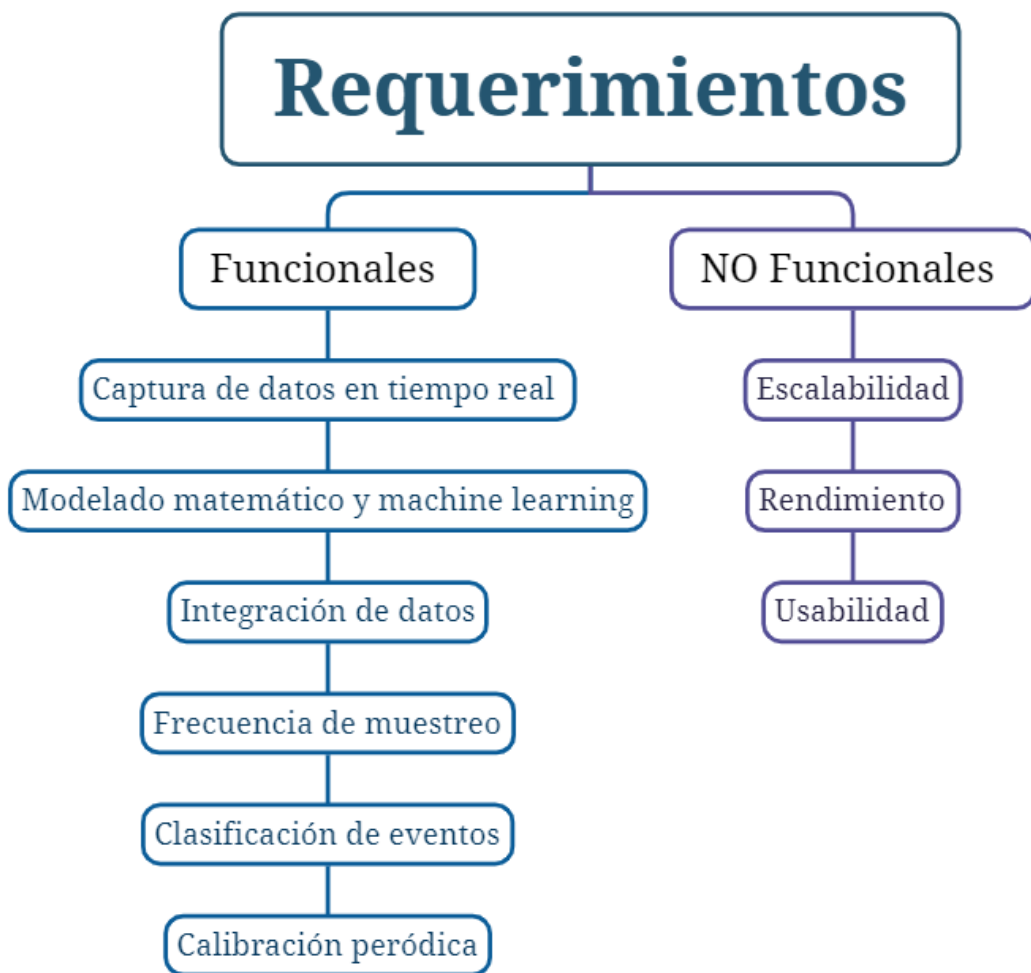 Requerimientos
Funcionales
NO Funcionales
Captura de datos en tiempo real
Escalabilidad
Modelado matemático y machine learning
Rendimiento
Integración de datos
Usabilidad
Frecuencia de muestreo
Clasificación de eventos
Calibración peródica